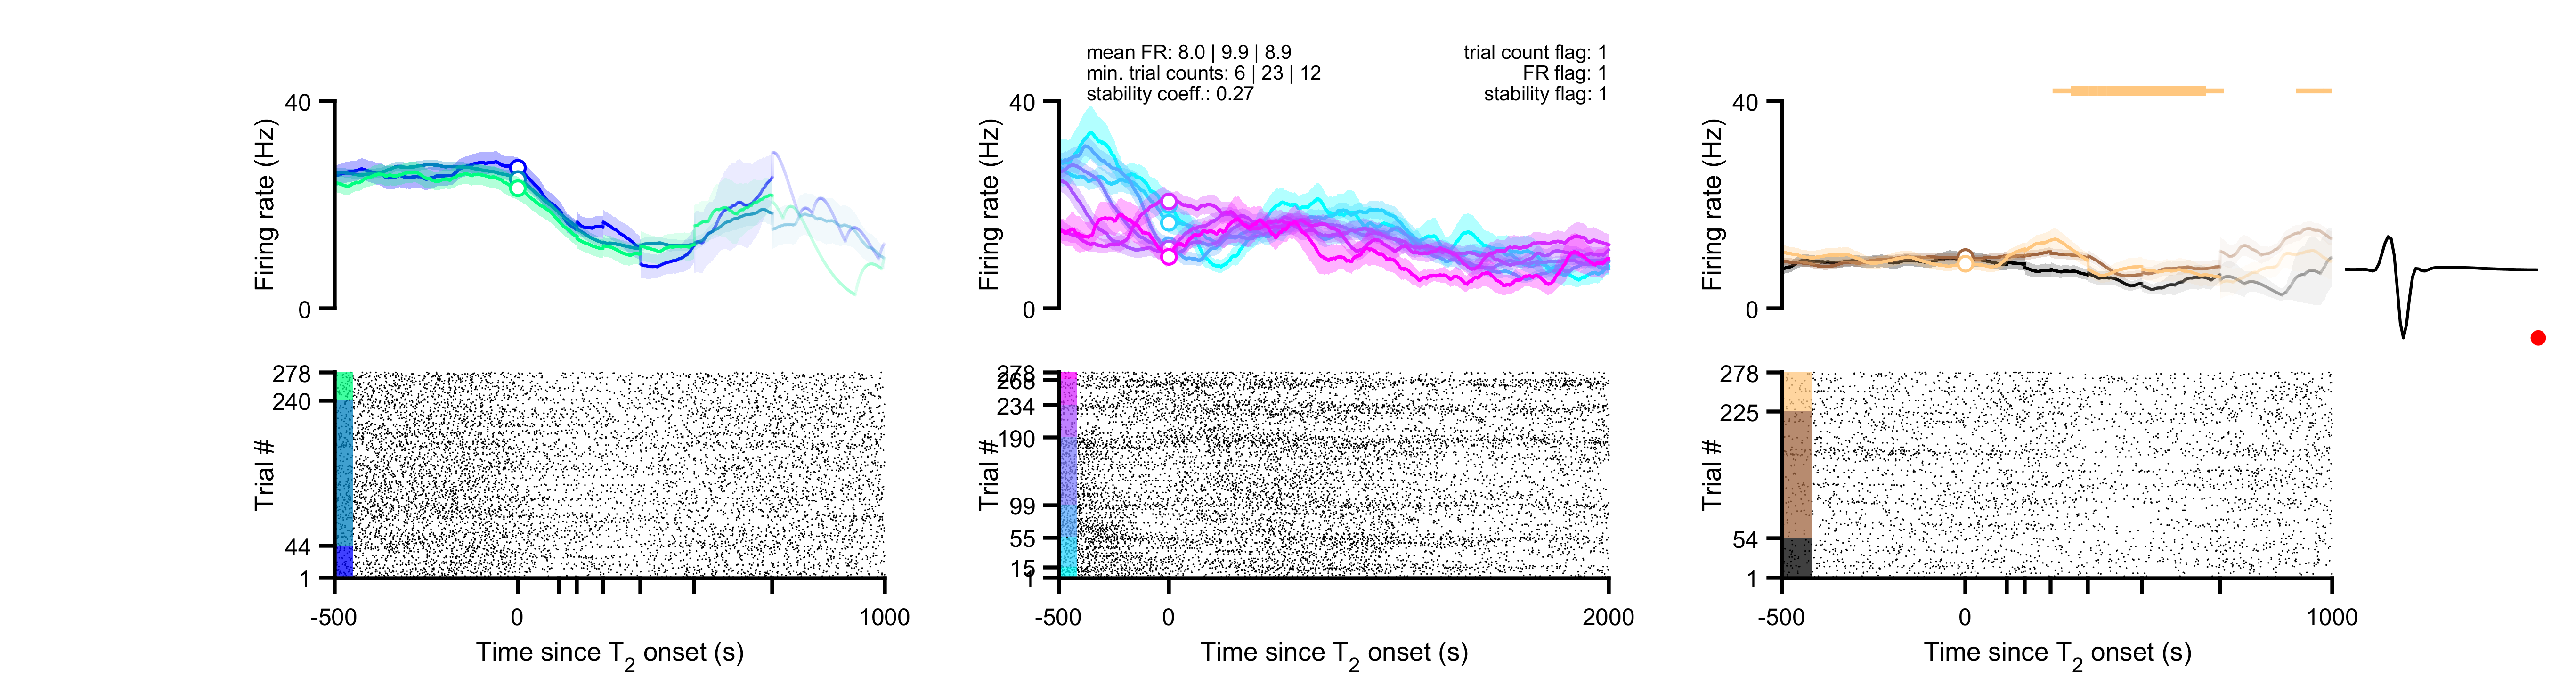 mean FR: 8.0 | 9.9 | 8.9
min. trial counts: 6 | 23 | 12
stability coeff.: 0.27
trial count flag: 1
FR flag: 1
stability flag: 1
40
Firing rate (Hz)
0
278
240
Trial #
44
1
-500
0
1000
Time since T2 onset (s)
40
Firing rate (Hz)
0
278
268
234
190
Trial #
99
55
15
1
-500
0
2000
Time since T2 onset (s)
40
Firing rate (Hz)
0
278
225
Trial #
54
1
-500
0
1000
Time since T2 onset (s)